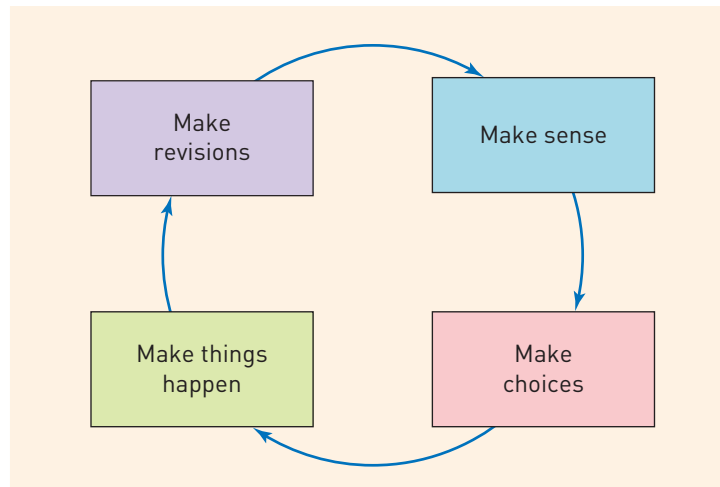 Make
revisions
Make sense
Make things
happen
Make
choices